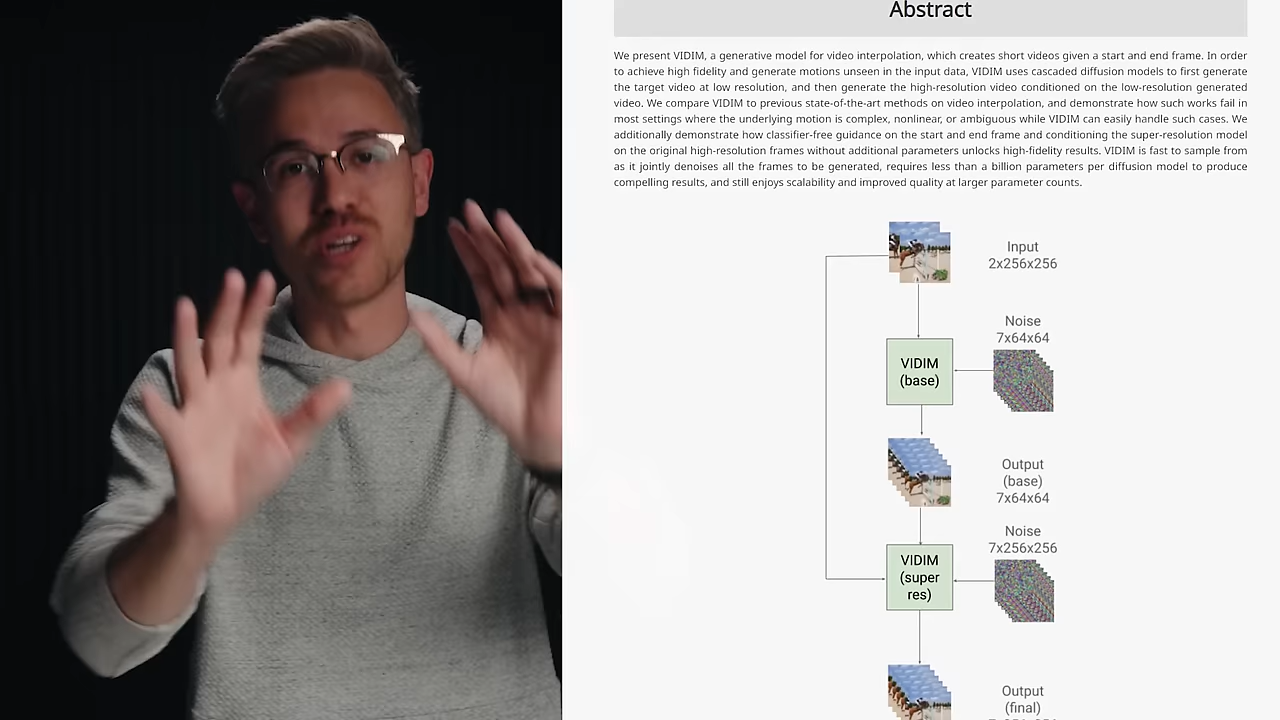 Abstract
We present VIDIM, a generative model for video interpolation, which creates short videos given a start and end frame. In order
to achieve high fidelity and generate motions unseen in the input data, VIDIM uses cascaded diffusion models to first generate
the target video at low resolution, and then generate the high-resolution video conditioned on the low-resolution generated
video. We compare VIDIM to previous state-of-the-art methods on video interpolation, and demonstrate how such works fail in
most settings where the underlying motion is complex, nonlinear, or ambiguous while VIDIM can easily handle such cases. We
additionally demonstrate how classifier-free guidance on the start and end frame and conditioning the super-resolution model
on the original high-resolution frames without additional parameters unlocks high-fidelity results. VIDIM is fast to sample from
as it jointly denoises all the frames to be generated, requires less than a billion parameters per diffusion model to produce
compelling results, and still enjoys scalability and improved quality at larger parameter counts.
Input
2x256x256
Noise
7x64x64
VIDIM
(base)
Output
(base)
7x64x64
Noise
7x256x256
VIDIM
(super
res)
Output
(final)